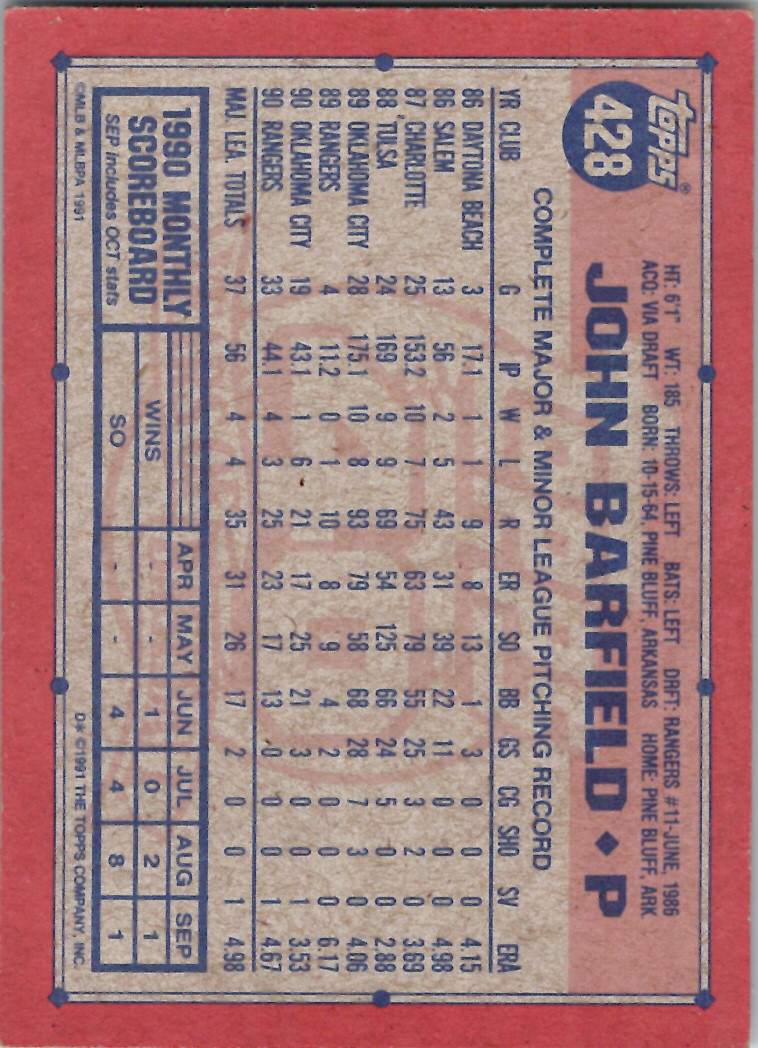 topps®
428
HT: 6'1" WT: 185 THROWS: LEFT BATS: LEFT DRFT: RANGERS #11-JUNE, 1986
ACQ: VIA DRAFT BORN: 10-15-64, PINE BLUFF, ARKANSAS HOME: PINE BLUFF, ARK
JOHN BARFIELD ♦ P
COMPLETE MAJOR & MINOR LEAGUE PITCHING RECORD
YR CLUB G IP W L R ER SO BB GS CG SHO SV ERA
86 DAYTONA BEACH 3 17.1 1 1 9 8 13 1 3 0 0 0 4.15
86 SALEM 13 56 2 5 43 31 39 22 11 0 0 0 4.98
87 CHARLOTTE 25 153.2 10 7 75 63 79 55 25 3 2 0 3.69
88 TULSA 24 169 9 9 69 54 125 66 24 5 0 0 2.88
89 OKLAHOMA CITY 28 175.1 10 8 93 79 58 68 28 7 3 0 4.06
89 RANGERS 4 11.2 0 1 10 8 9 4 2 0 0 0 6.17
90 OKLAHOMA CITY 19 43.1 1 6 21 17 25 21 3 0 0 1 3.53
90 RANGERS 33 44.1 4 3 25 23 17 13 0 0 0 1 4.67
MAJ. LEA. TOTALS 37 56 4 4 35 31 26 17 2 0 0 1 4.98
1990 MONTHLY
SCOREBOARD
SEP includes OCT stats
APR MAY JUN JUL AUG SEP
WINS - - 1 0 2 1
SO - - 4 4 8 1
©MLB & MLBPA 1991
D* ©1991 THE TOPPS COMPANY, INC.